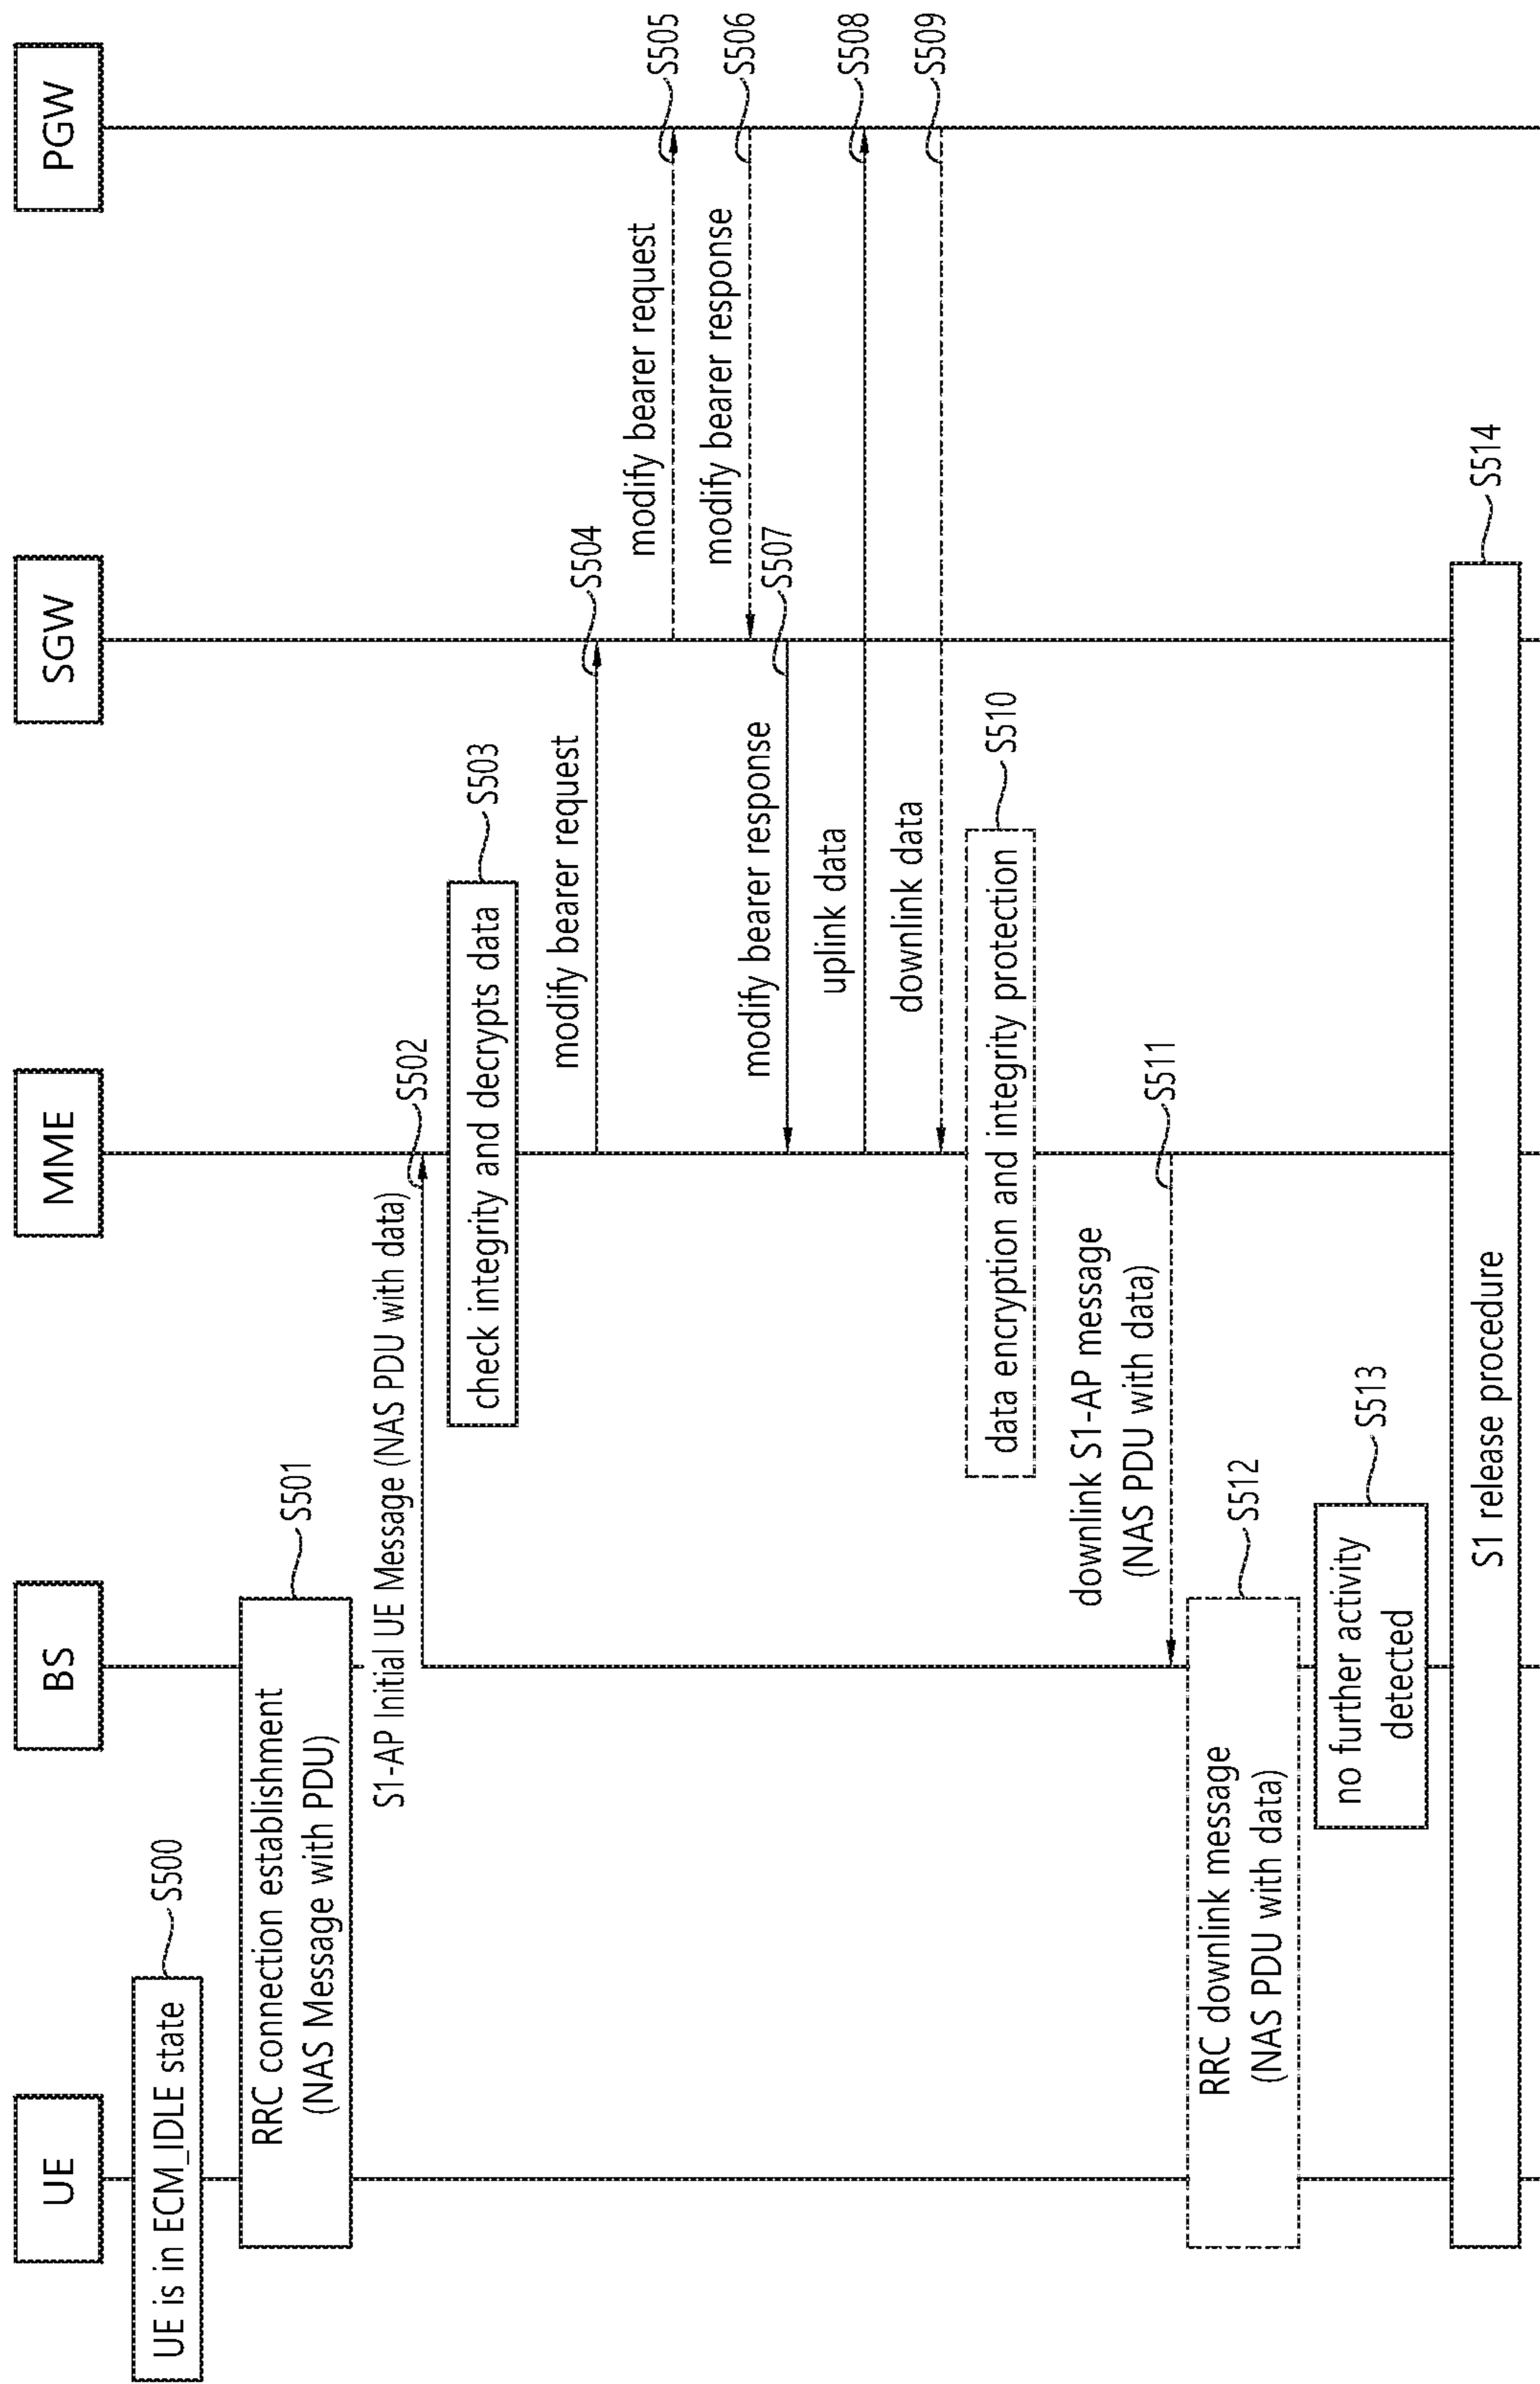 UE
BS
MME
SGW
PGW
UE is in ECM_IDLE state
S500
RRC connection establishment
(NAS Message with PDU)
S501
S1-AP Initial UE Message (NAS PDU with data)
S502
check integrity and decrypts data
S503
modify bearer request
S504
modify bearer request
S505
modify bearer response
S506
modify bearer response
S507
uplink data
S508
downlink data
S509
data encryption and integrity protection
S510
downlink S1-AP message
(NAS PDU with data)
S511
RRC downlink message
(NAS PDU with data)
S512
no further activity
detected
S513
S1 release procedure
S514